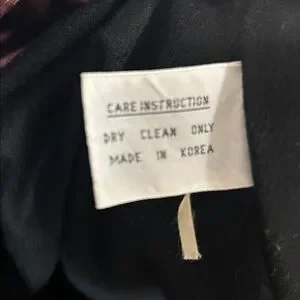 CARE INSTRUCTION
DRY CLEAN ONLY
MADE IN KOREA